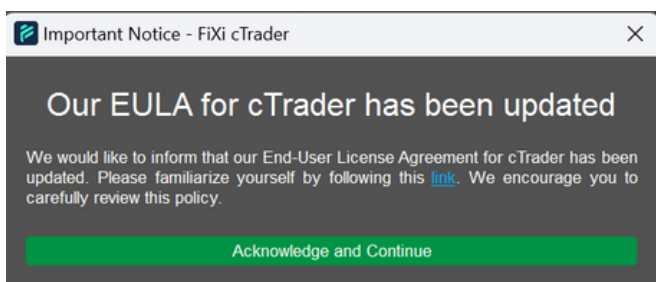 Important Notice - FiXi cTrader
Our EULA for cTrader has been updated
We would like to inform that our End-User License Agreement for cTrader has been
updated. Please familiarize yourself by following this link. We encourage you to
carefully review this policy.
Acknowledge and Continue